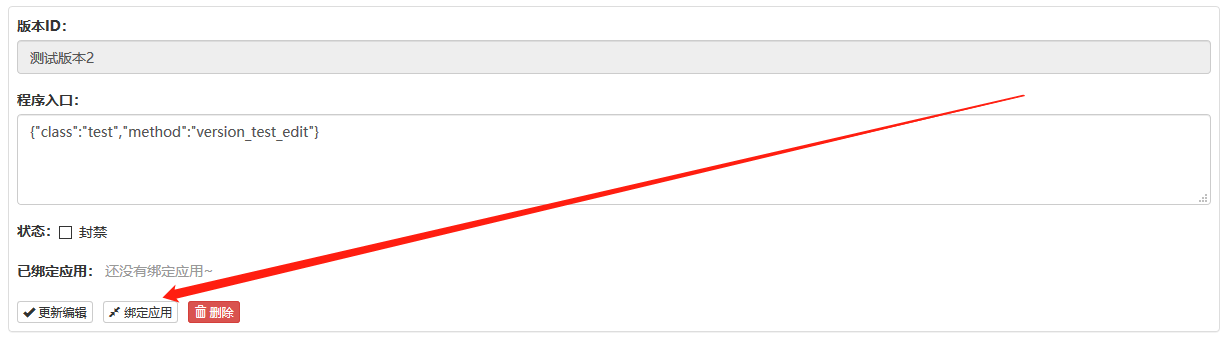 版本ID：
测试版本2
程序入口：
{"class":"test","method":"version_test_edit"}
状态： 封禁
已绑定应用： 还没有绑定应用~
更新编辑 绑定应用 删除